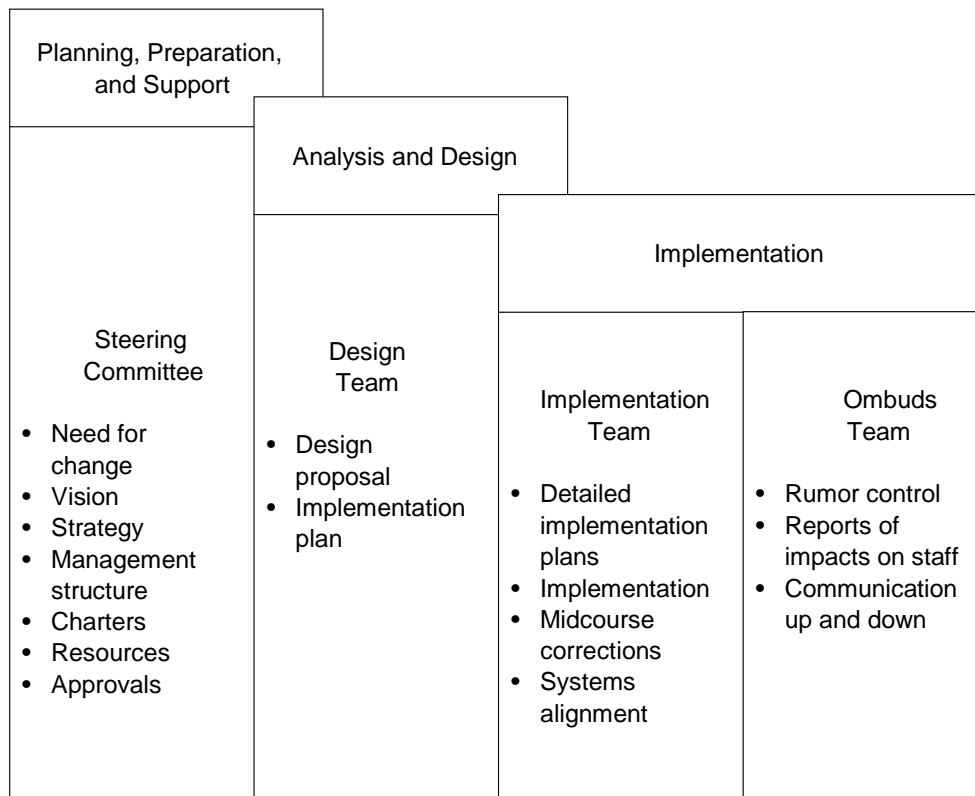 Planning, Preparation,
and Support
Analysis and Design
Implementation
Steering
Committee
• Need for
change
• Vision
• Strategy
• Management
structure
• Charters
• Resources
• Approvals
Design
Team
• Design
proposal
• Implementation
plan
Implementation
Team
• Detailed
implementation
plans
• Implementation
• Midcourse
corrections
• Systems
alignment
Ombuds
Team
• Rumor control
• Reports of
impacts on staff
• Communication
up and down